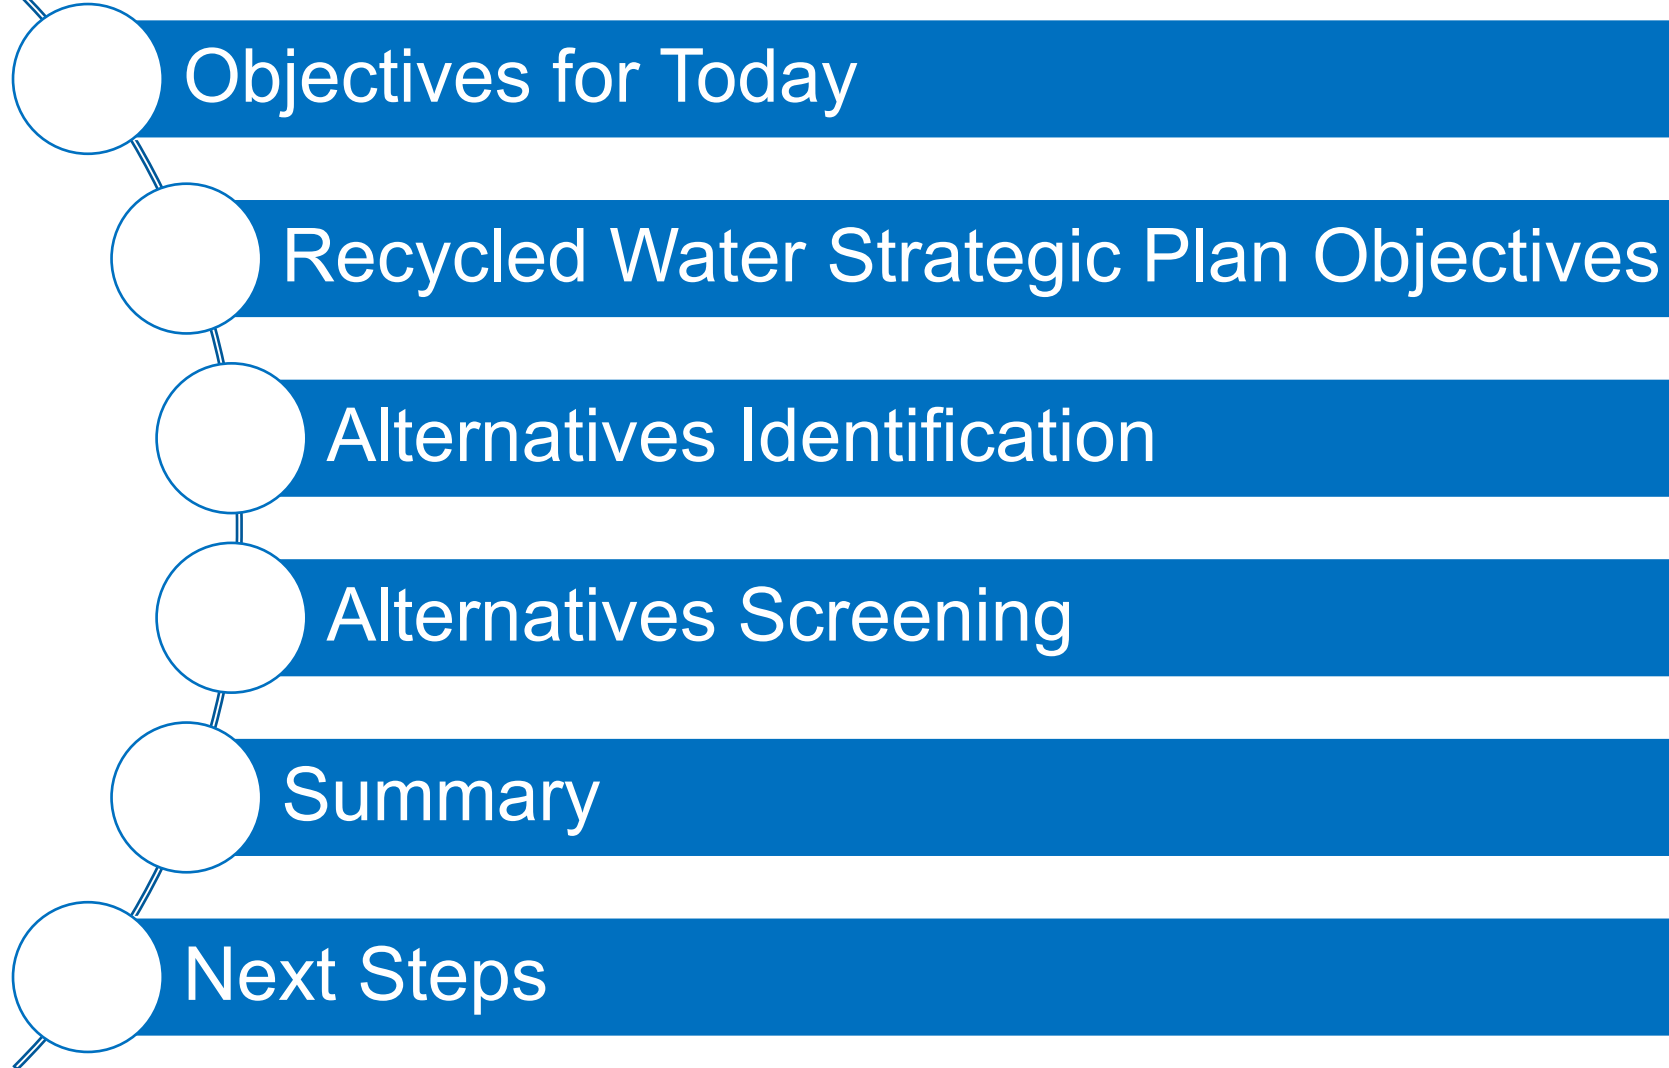 Objectives for Today
Recycled Water Strategic Plan Objectives
Alternatives Identification
Alternatives Screening
Summary
Next Steps